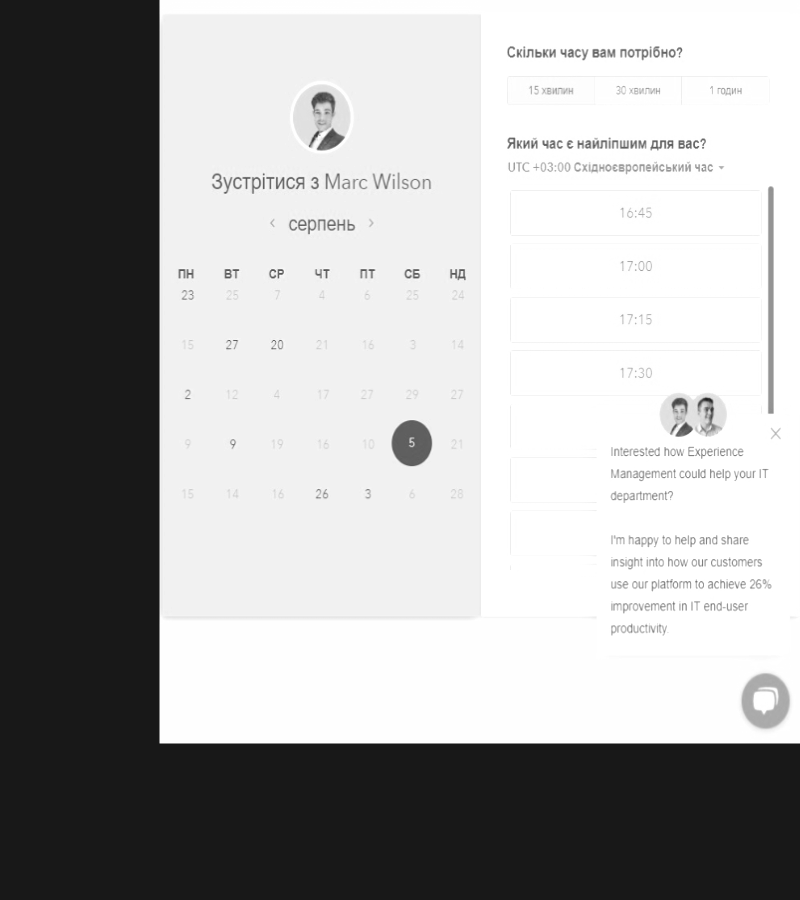 Зустрітися з Marc Wilson
серпень
ПН ВТ СР ЧТ ПТ СБ НД
23 25 7 4 6 25 24
15 27 20 21 16 3 14
2 12 4 17 27 29 27
9 9 19 16 10 5 21
15 14 16 26 3 6 28
Скільки часу вам потрібно?
15 хвилин 30 хвилин 1 годин
Який час є найліпшим для вас?
UTC +03:00 Східноєвропейський час
16:45
17:00
17:15
17:30
Interested how Experience
Management could help your IT
department?
I'm happy to help and share
insight into how our customers
use our platform to achieve 26%
improvement in IT end-user
productivity.